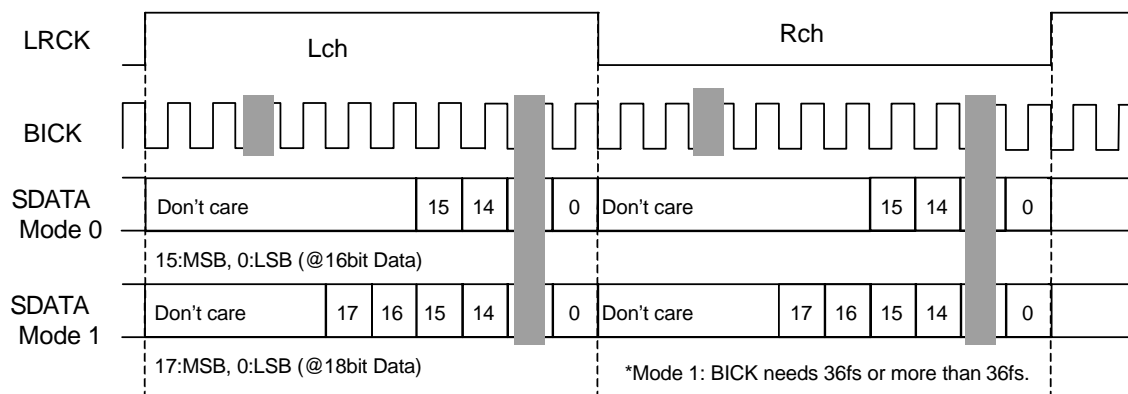 LRCK
Lch
Rch
BICK
SDATA
Mode 0
Don't care
15 14 0
Don't care
15 14 0
15:MSB, 0:LSB (@16bit Data)
SDATA
Mode 1
Don't care
17 16 15 14 0
Don't care
17 16 15 14 0
17:MSB, 0:LSB (@18bit Data)
*Mode 1: BICK needs 36fs or more than 36fs.